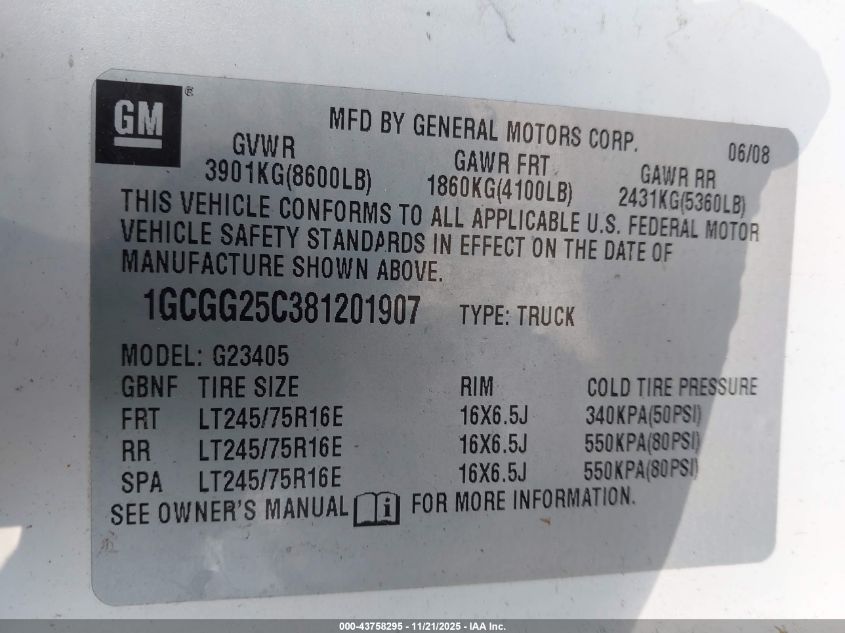 GM ®
MFD BY GENERAL MOTORS CORP. 06/08
GVWR GAWR FRT GAWR RR
3901KG(8600LB) 1860KG(4100LB) 2431KG(5360LB)
THIS VEHICLE CONFORMS TO ALL APPLICABLE U.S. FEDERAL MOTOR
VEHICLE SAFETY STANDARDS IN EFFECT ON THE DATE OF
MANUFACTURE SHOWN ABOVE.
1GCGG25C381201907 TYPE: TRUCK
MODEL: G23405
GBNF TIRE SIZE RIM COLD TIRE PRESSURE
FRT LT245/75R16E 16X6.5J 340KPA(50PSI)
RR LT245/75R16E 16X6.5J 550KPA(80PSI)
SPA LT245/75R16E 16X6.5J 550KPA(80PSI)
SEE OWNER'S MANUAL i FOR MORE INFORMATION.
000-43758295 - 11/21/2025 - IAA Inc.